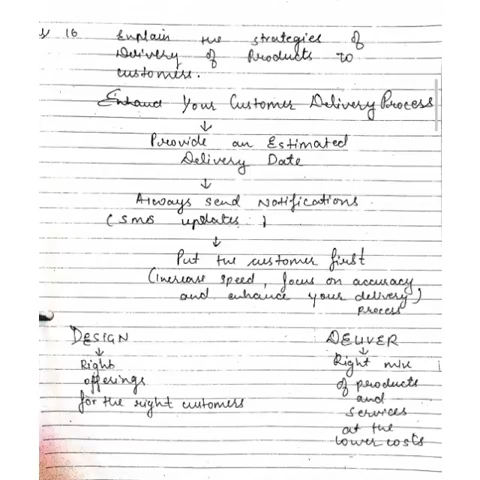 16 Explain the strategies of
Delivery of Products to
customers.
Enhance Your Customer Delivery Process
↓
Provide an Estimated
Delivery Date
↓
Always send Notifications
(SMS updates)
↓
Put the customer first
(increase speed, focus on accuracy
and enhance your delivery)
process
DESIGN
↓
Right
offerings
for the right customers
DELIVER
↓
Right mix
of products
and
services
at the
lower costs